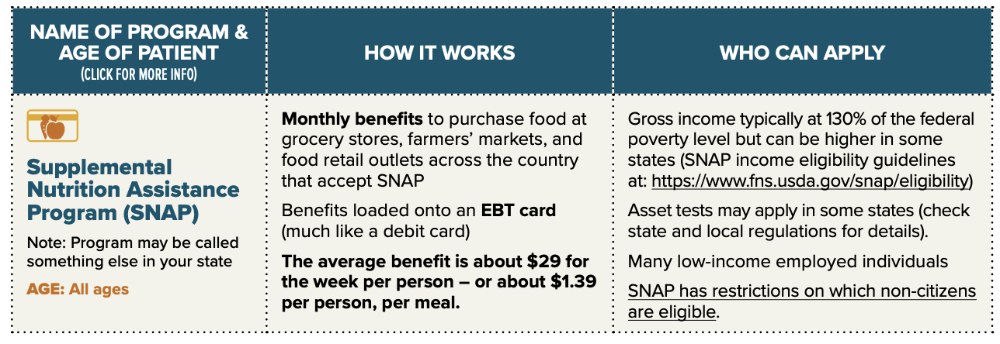 NAME OF PROGRAM &
AGE OF PATIENT
(CLICK FOR MORE INFO)
HOW IT WORKS
WHO CAN APPLY
Supplemental
Nutrition Assistance
Program (SNAP)
Note: Program may be called
something else in your state
AGE: All ages
Monthly benefits to purchase food at
grocery stores, farmers’ markets, and
food retail outlets across the country
that accept SNAP
Benefits loaded onto an EBT card
(much like a debit card)
The average benefit is about $29 for
the week per person – or about $1.39
per person, per meal.
Gross income typically at 130% of the federal
poverty level but can be higher in some
states (SNAP income eligibility guidelines
at: https://www.fns.usda.gov/snap/eligibility)
Asset tests may apply in some states (check
state and local regulations for details).
Many low-income employed individuals
SNAP has restrictions on which non-citizens
are eligible.